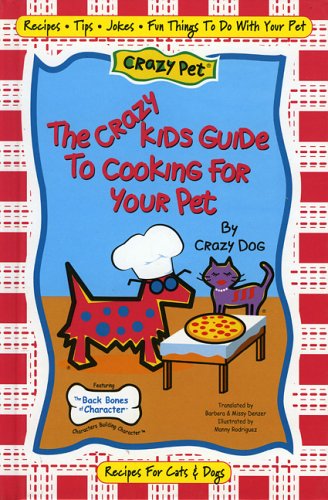 Recipes • Tips • Jokes • Fun Things To Do With Your Pet
Crazy Pet®
The Crazy
Kids Guide
To Cooking For
Your Pet
By
Crazy Dog
Featuring
The Back Bones
of Character™
Characters Building Character™
Translated by
Barbara & Missy Denzer
Illustrated by
Manny Rodriguez
Recipes For Cats & Dogs